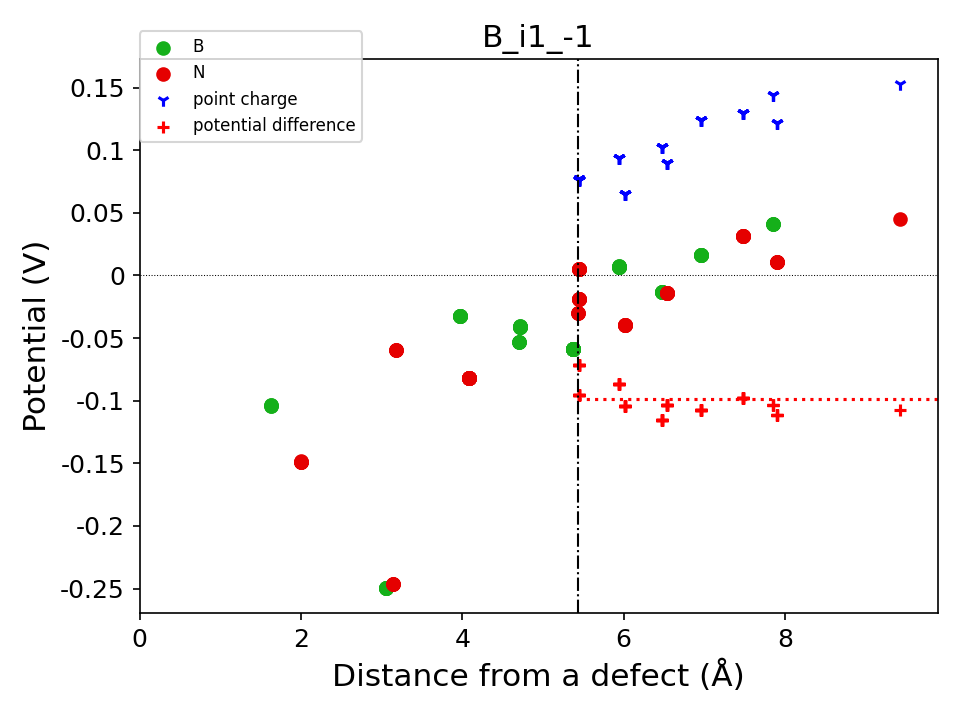 B_i1_-1
B
N
point charge
potential difference
0.15
0.1
0.05
0
-0.05
-0.1
-0.15
-0.2
-0.25
Potential (V)
0 2 4 6 8
Distance from a defect (Å)